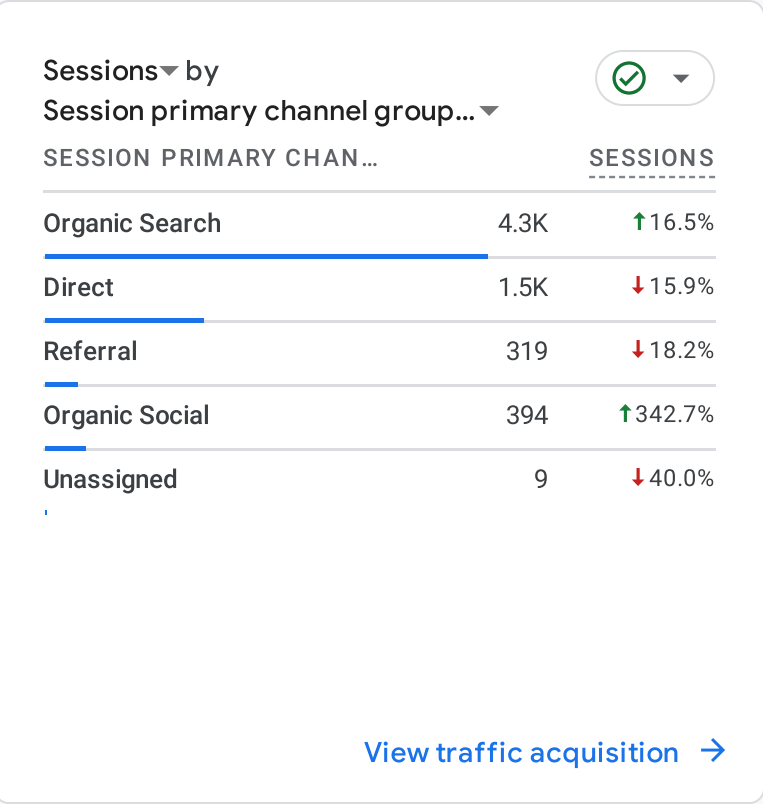 Sessions by
Session primary channel group...
SESSION PRIMARY CHAN... SESSIONS
Organic Search 4.3K ↑16.5%
Direct 1.5K ↓15.9%
Referral 319 ↓18.2%
Organic Social 394 ↑342.7%
Unassigned 9 ↓40.0%
View traffic acquisition →